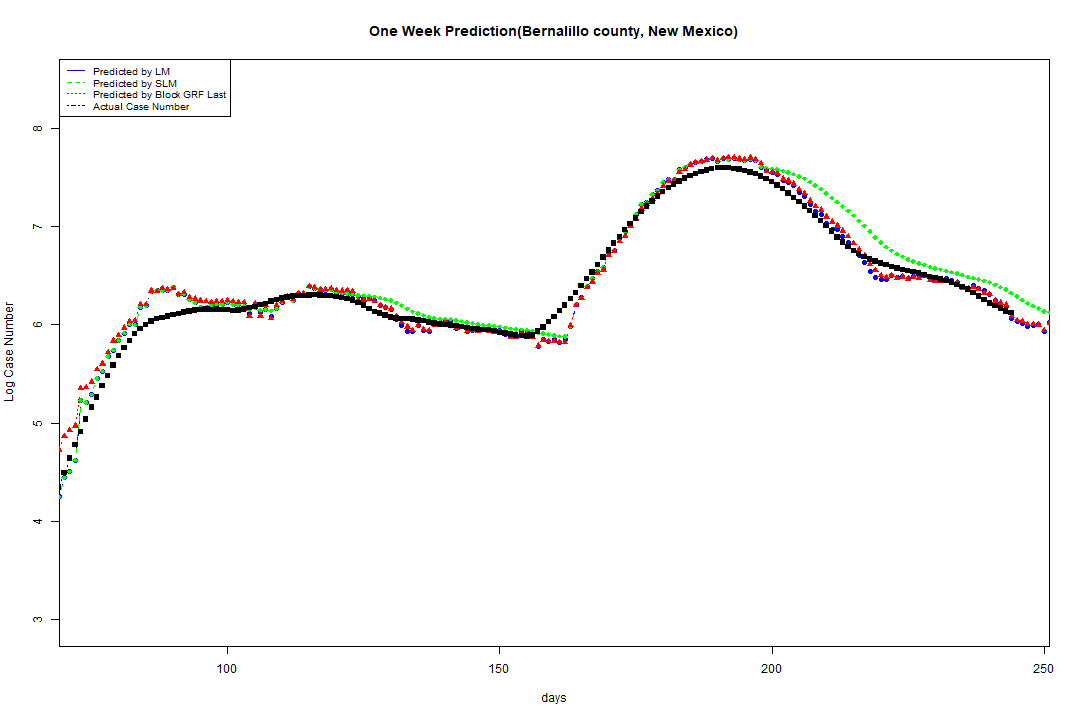 One Week Prediction(Bernalillo county, New Mexico)
Predicted by LM
Predicted by SLM
Predicted by Block GRF Last
Actual Case Number
8
7
6
5
4
3
Log Case Number
100
150
200
250
days